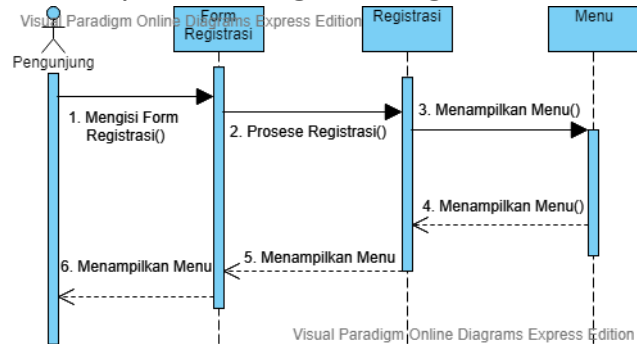 Visual Paradigm Online Diagrams Express Edition
Form
Registrasi
Registrasi
Menu
Pengunjung
1. Mengisi Form
Registrasi()
2. Prosese Registrasi()
3. Menampilkan Menu()
4. Menampilkan Menu()
5. Menampilkan Menu
6. Menampilkan Menu
Visual Paradigm Online Diagrams Express Edition